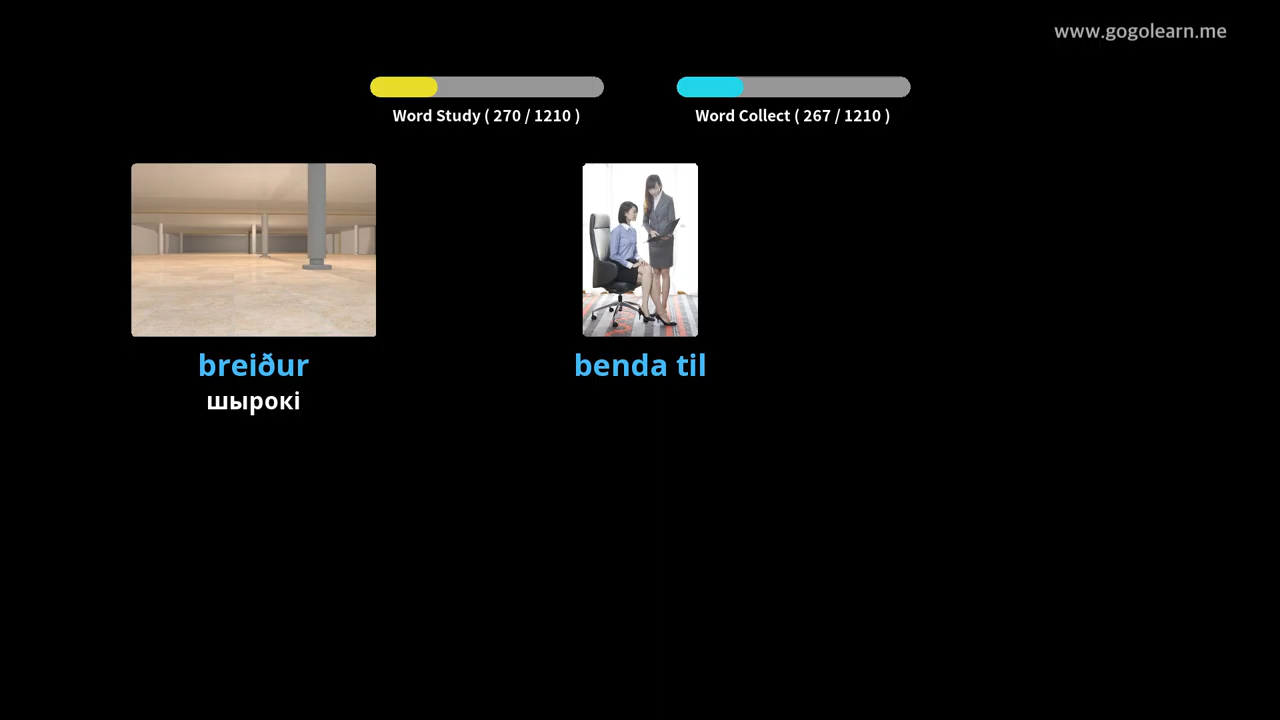 www.gogolearn.me
Word Study ( 270 / 1210 )
Word Collect ( 267 / 1210 )
breiður
шырокі
benda til